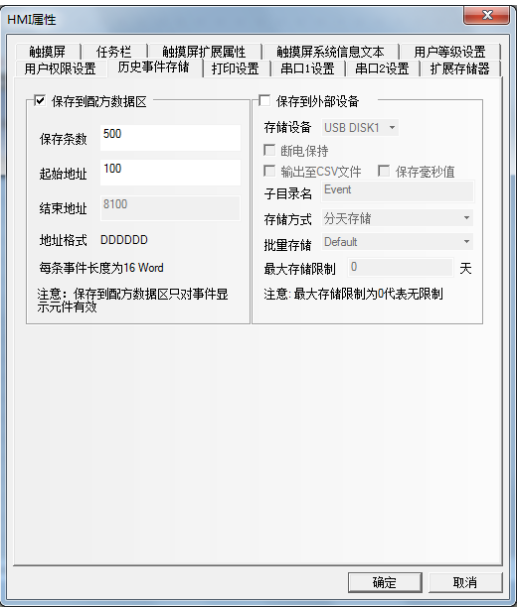 HMI属性
触摸屏 任务栏 触摸屏扩展属性 触摸屏系统信息文本 用户等级设置
用户权限设置 历史事件存储 打印设置 串口1设置 串口2设置 扩展存储器
保存到配方数据区
保存条数 500
起始地址 100
结束地址 8100
地址格式 DDDDDD
每条事件长度为16 Word
注意：保存到配方数据区只对事件显
示元件有效
保存到外部设备
存储设备 USB DISK1
断电保持
输出至CSV文件 保存毫秒值
子目录名 Event
存储方式 分天存储
批量存储 Default
最大存储限制 0 天
注意:最大存储限制为0代表无限制
确定 取消